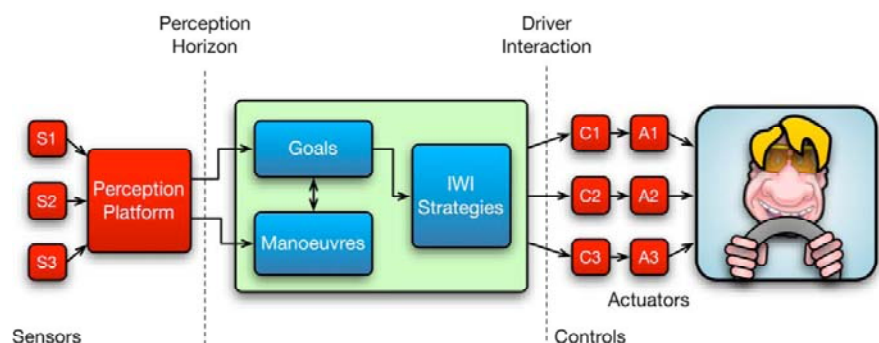 Perception
Horizon
Driver
Interaction
S1
S2
S3
Perception
Platform
Goals
Manoeuvres
IWI
Strategies
C1
A1
C2
A2
C3
A3
Actuators
Sensors
Controls